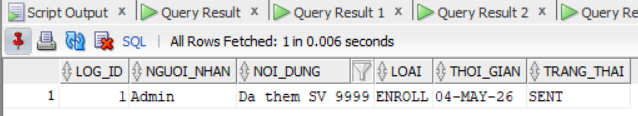 Script Output x Query Result x Query Result 1 x Query Result 2 x Query Re
SQL | All Rows Fetched: 1 in 0.006 seconds
LOG_ID NGUOI_NHAN NOI_DUNG LOAI THOI_GIAN TRANG_THAI
1 1 Admin Da them SV 9999 ENROLL 04-MAY-26 SENT